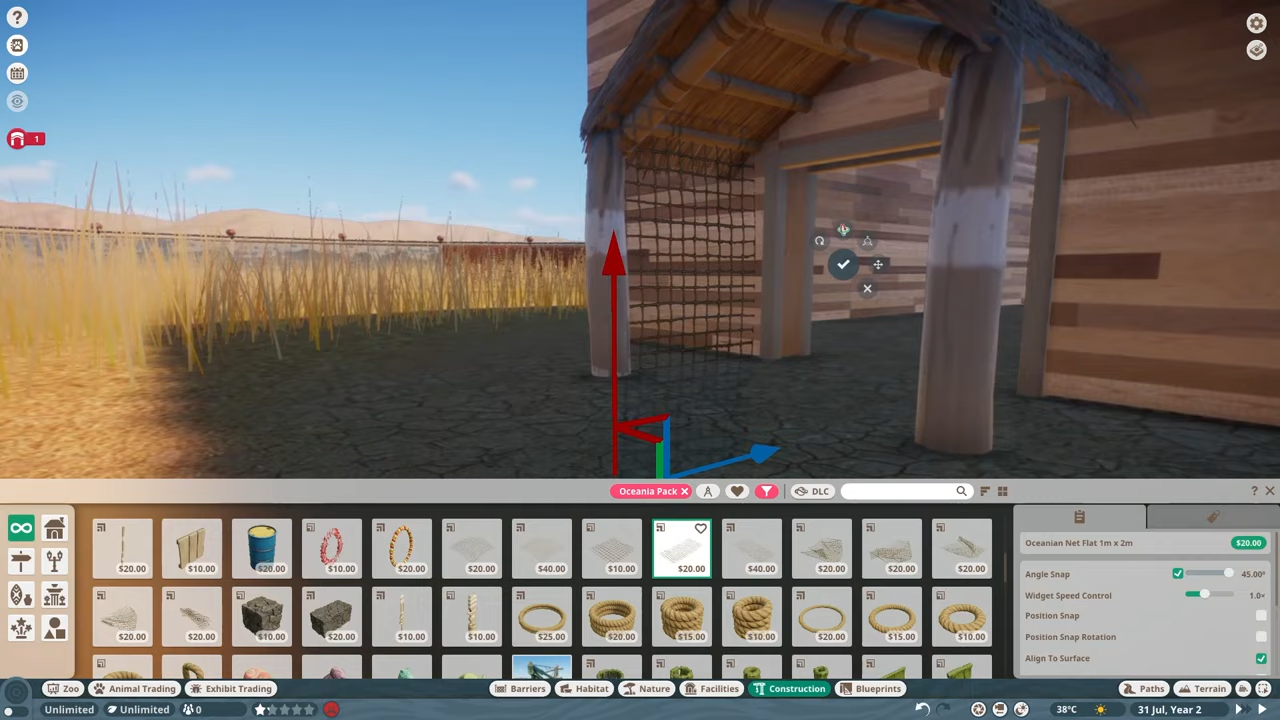 ?
1
Oceania Pack ×
DLC
?
$20.00 $10.00 $20.00 $10.00 $20.00 $20.00 $40.00 $10.00 $20.00 $40.00 $20.00 $20.00 $20.00
Oceanian Net Flat 1m x 2m $20.00
Angle Snap 45.00°
Widget Speed Control 1.0×
Position Snap
Position Snap Rotation
Align To Surface
$20.00 $20.00 $10.00 $20.00 $10.00 $10.00 $25.00 $20.00 $15.00 $10.00 $20.00 $15.00 $10.00
Zoo Animal Trading Exhibit Trading Barriers Habitat Nature Facilities Construction Blueprints Paths Terrain
Unlimited Unlimited 0 38°C 31 Jul, Year 2